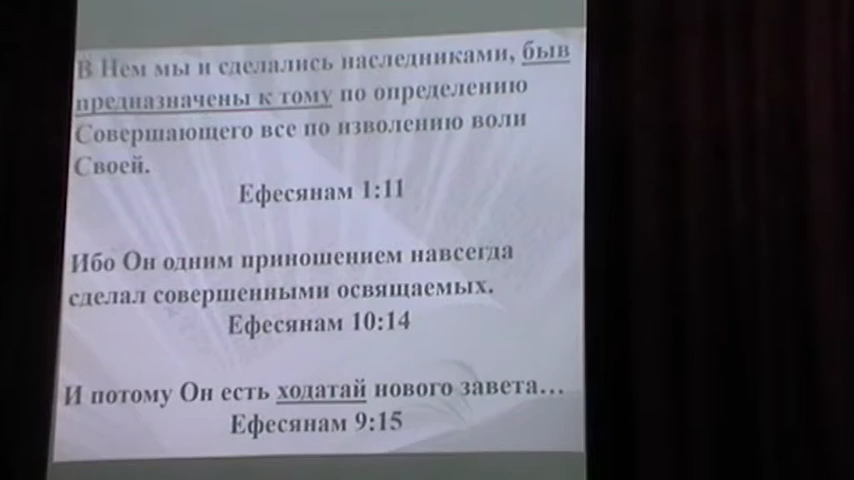 В Нем мы и сделались наследниками, быв
предназначены к тому по определению
Совершающего все по изволению воли
Своей.
Ефесянам 1:11
Ибо Он одним приношением навсегда
сделал совершенными освящаемых.
Ефесянам 10:14
И потому Он есть ходатай нового завета…
Ефесянам 9:15